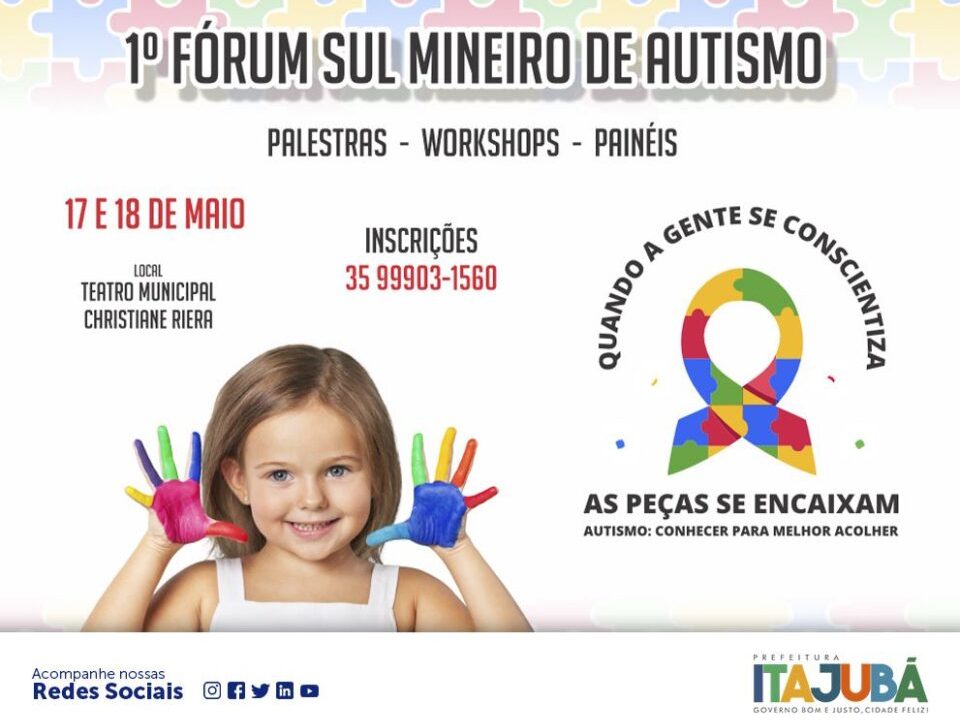 1º FÓRUM SUL MINEIRO DE AUTISMO
PALESTRAS - WORKSHOPS - PAINÉIS
17 E 18 DE MAIO
LOCAL
TEATRO MUNICIPAL
CHRISTIANE RIERA
INSCRIÇÕES
35 99903-1560
QUANDO A GENTE SE CONSCIENTIZA
AS PEÇAS SE ENCAIXAM
AUTISMO: CONHECER PARA MELHOR ACOLHER
Acompanhe nossas
Redes Sociais
PREFEITURA
ITAJUBÁ
GOVERNO BOM E JUSTO, CIDADE FELIZ!